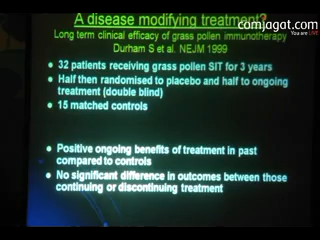 comjagat.com
You are LIVE
A disease modifying treatment?
Long term clinical efficacy of grass pollen immunotherapy
Durham S et al. NEJM 1999
• 32 patients receiving grass pollen SIT for 3 years
• Half then randomised to placebo and half to ongoing
treatment (double blind)
• 15 matched controls
• Positive ongoing benefits of treatment in past
compared to controls
• No significant difference in outcomes between those
continuing or discontinuing treatment